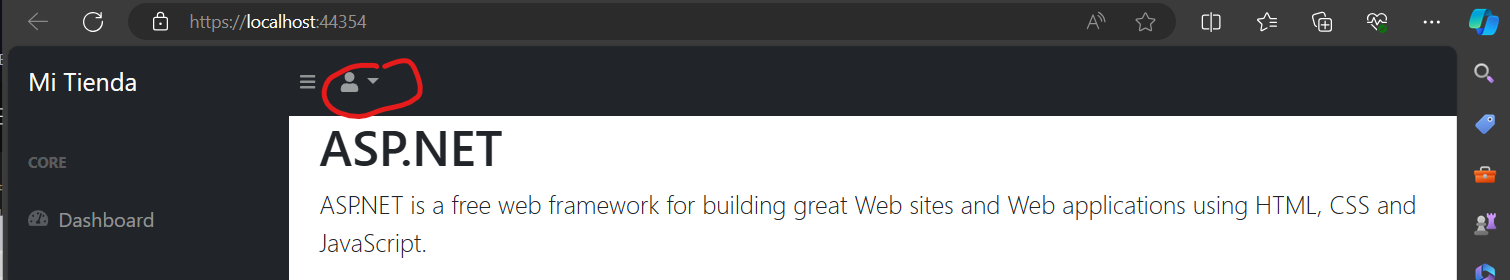 https://localhost:44354
Mi Tienda
ASP.NET
CORE
ASP.NET is a free web framework for building great Web sites and Web applications using HTML, CSS and
Dashboard
JavaScript.